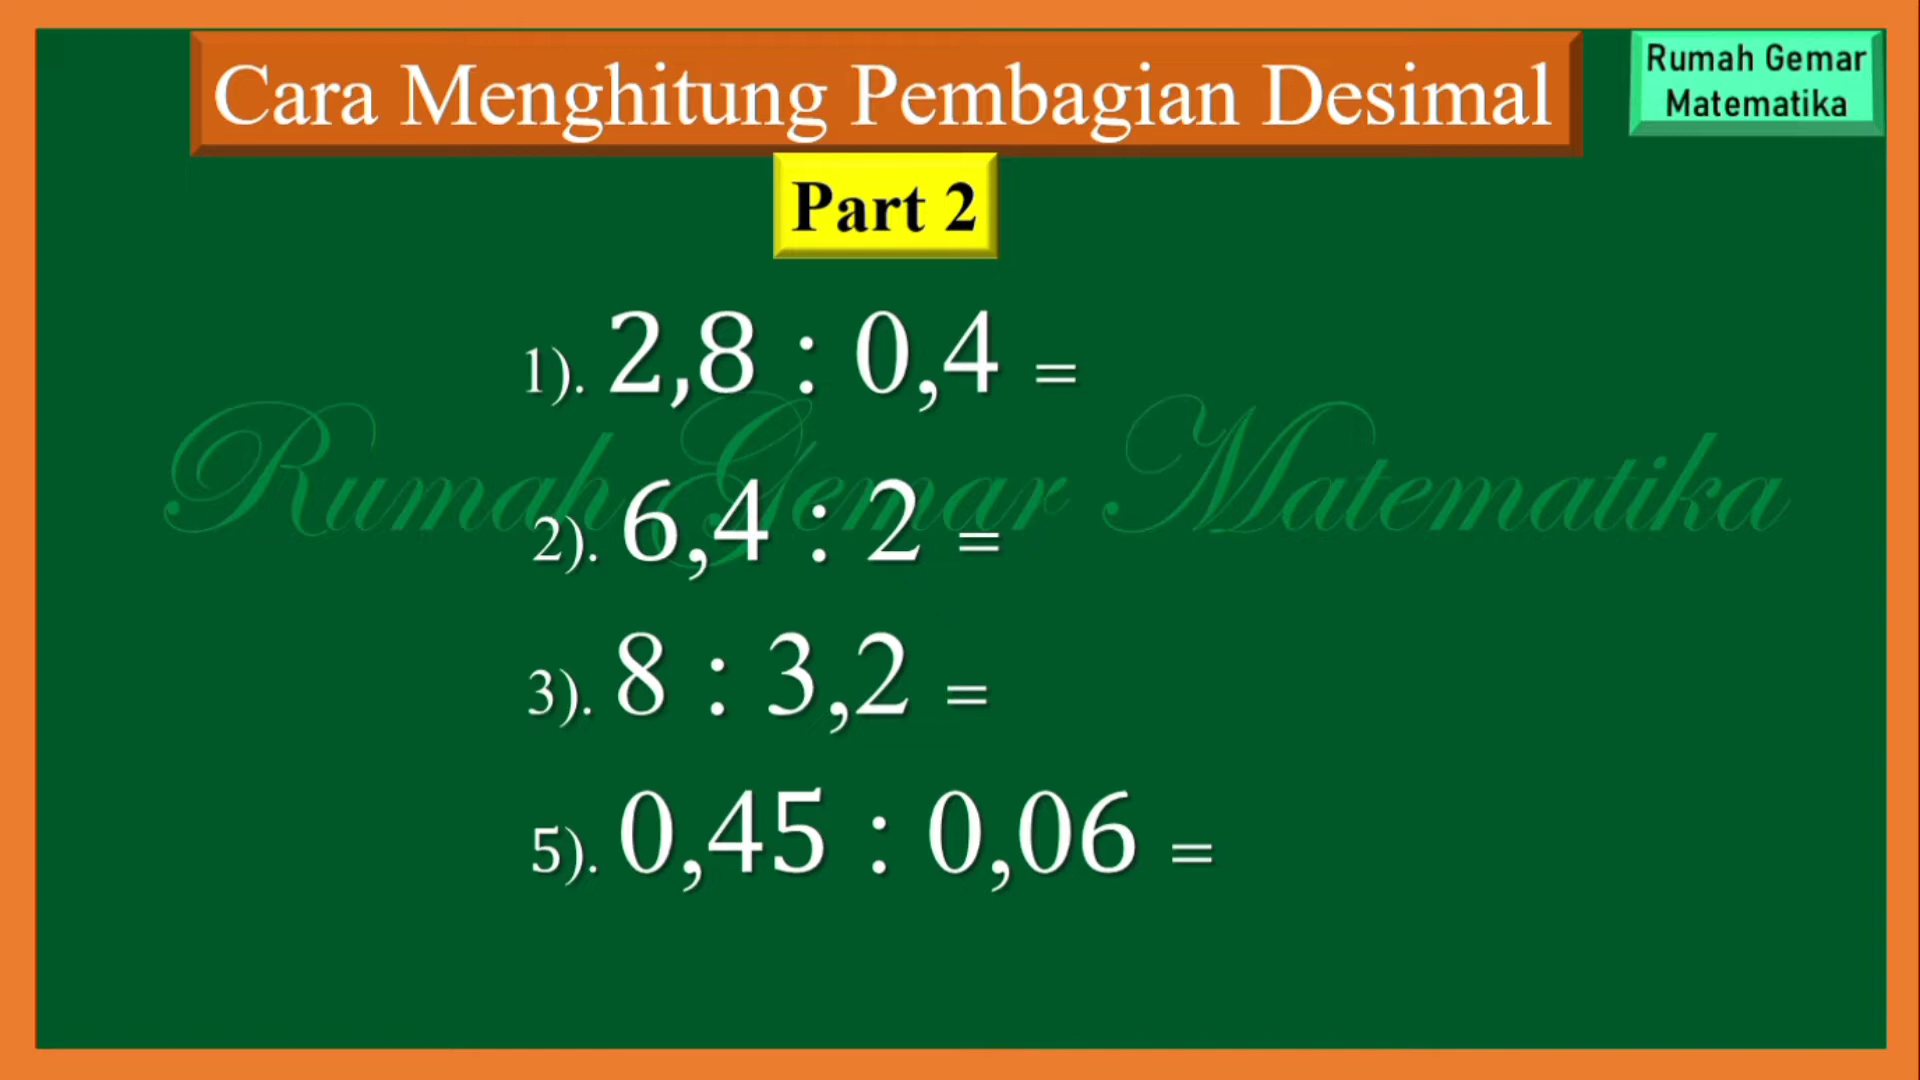 Cara Menghitung Pembagian Desimal
Rumah Gemar
Matematika
Part 2
1). 2,8 : 0,4 =
Rumah Gemar Matematika
2). 6,4 : 2 =
3). 8 : 3,2 =
5). 0,45 : 0,06 =